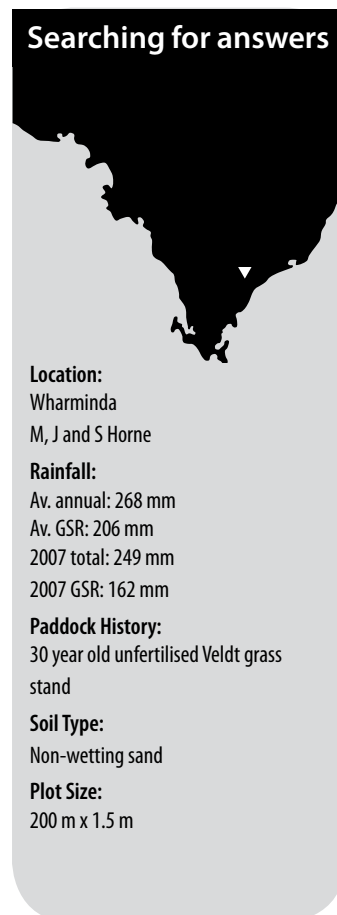 Searching for answers
Location:
Wharminda
M, J and S Horne
Rainfall:
Av. annual: 268 mm
Av. GSR: 206 mm
2007 total: 249 mm
2007 GSR: 162 mm
Paddock History:
30 year old unfertilised Veldt grass
stand
Soil Type:
Non-wetting sand
Plot Size:
200 m x 1.5 m